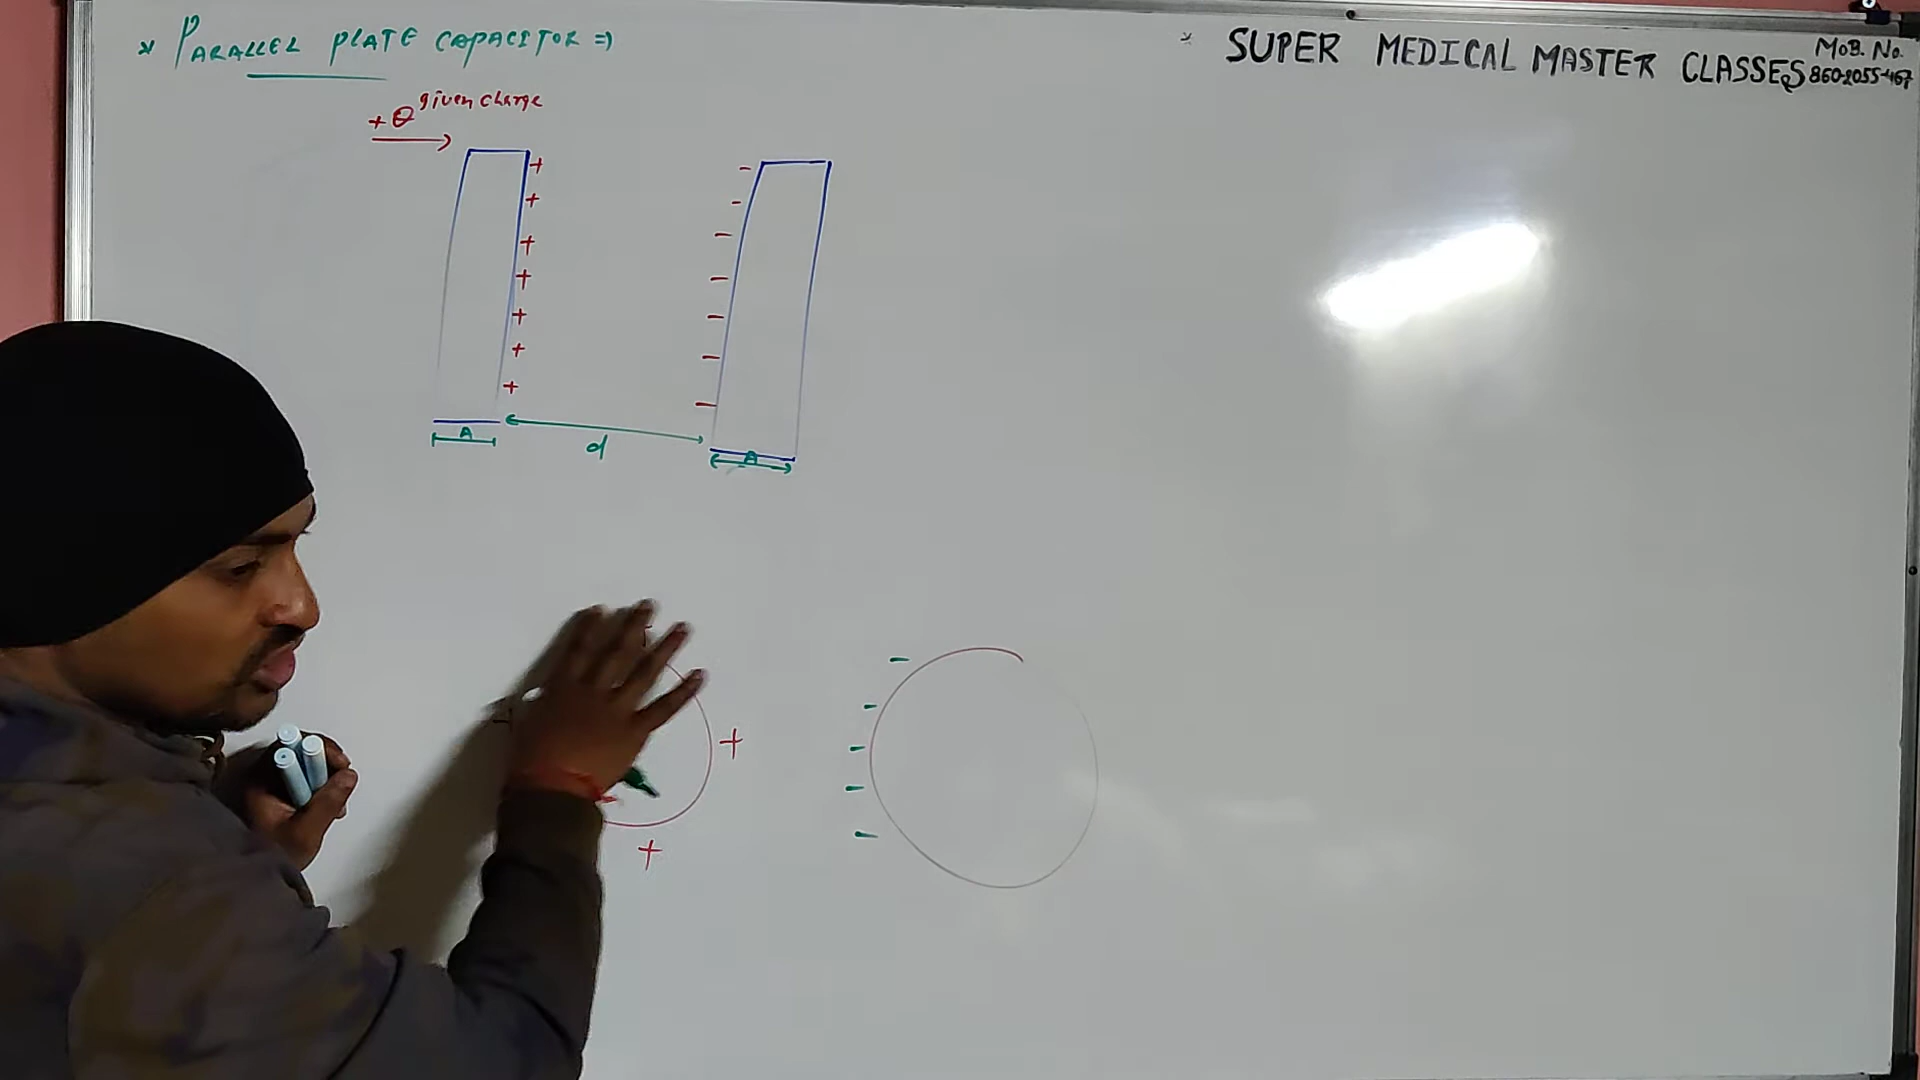 * PARALLEL PLATE CAPACITOR ⇒
* SUPER MEDICAL MASTER CLASSES
MOB. NO.
860-2055-467
+Q given charge
+ -
+ -
+ -
+ -
+ -
+ -
+ -
A
d
A
-
-
+ -
-
-
+